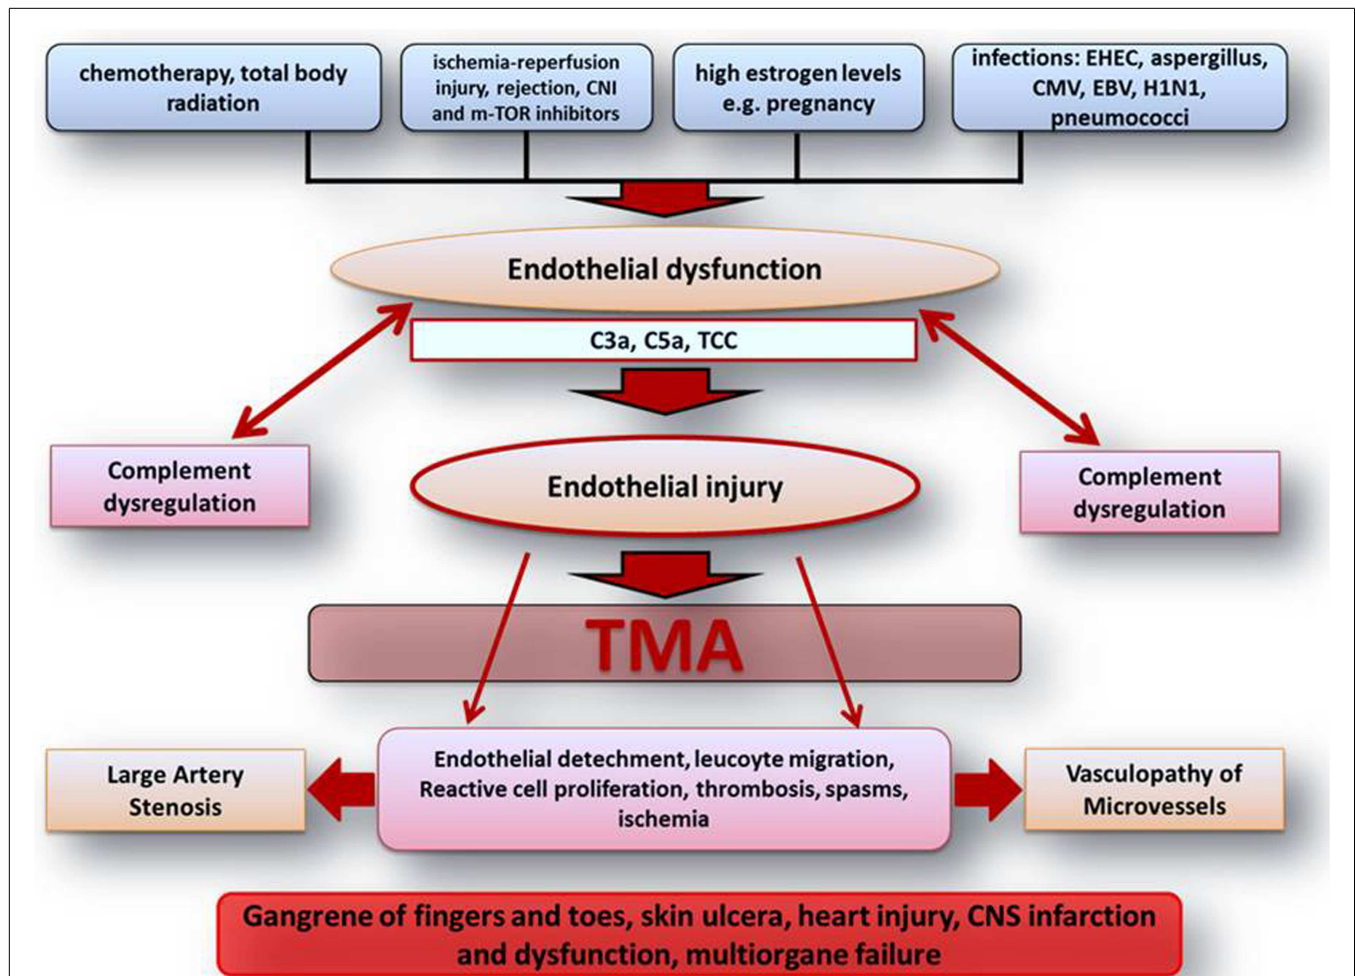 chemotherapy, total body
radiation
ischemia-reperfusion
injury, rejection, CNI
and m-TOR inhibitors
high estrogen levels
e.g. pregnancy
infections: EHEC, aspergillus,
CMV, EBV, H1N1,
pneumococci
Endothelial dysfunction
C3a, C5a, TCC
Complement
dysregulation
Endothelial injury
Complement
dysregulation
TMA
Large Artery
Stenosis
Endothelial detechment, leucoyte migration,
Reactive cell proliferation, thrombosis, spasms,
ischemia
Vasculopathy of
Microvessels
Gangrene of fingers and toes, skin ulcera, heart injury, CNS infarction
and dysfunction, multiorgane failure